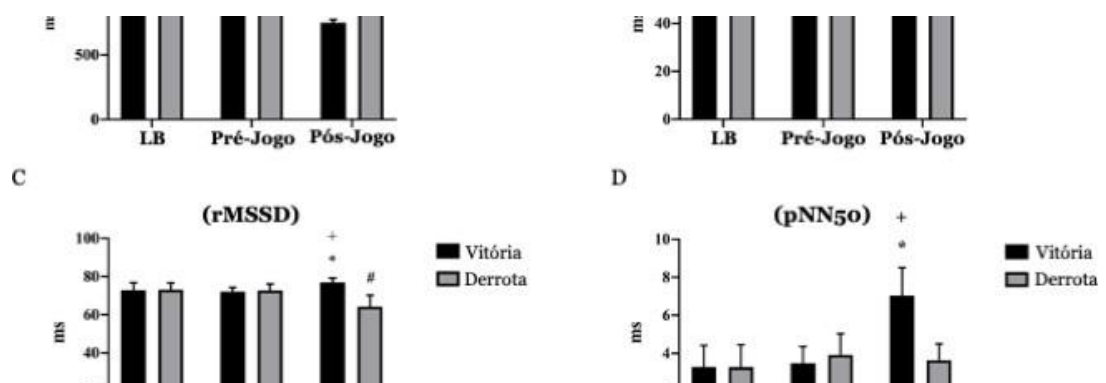 ms
500
0
LB Pré-Jogo Pós-Jogo
40
20
0
LB Pré-Jogo Pós-Jogo
C
(rMSSD)
+
*
#
100
80
60
40
ms
Vitória
Derrota
D
(pNN50)
+
*
10
8
6
4
ms
Vitória
Derrota